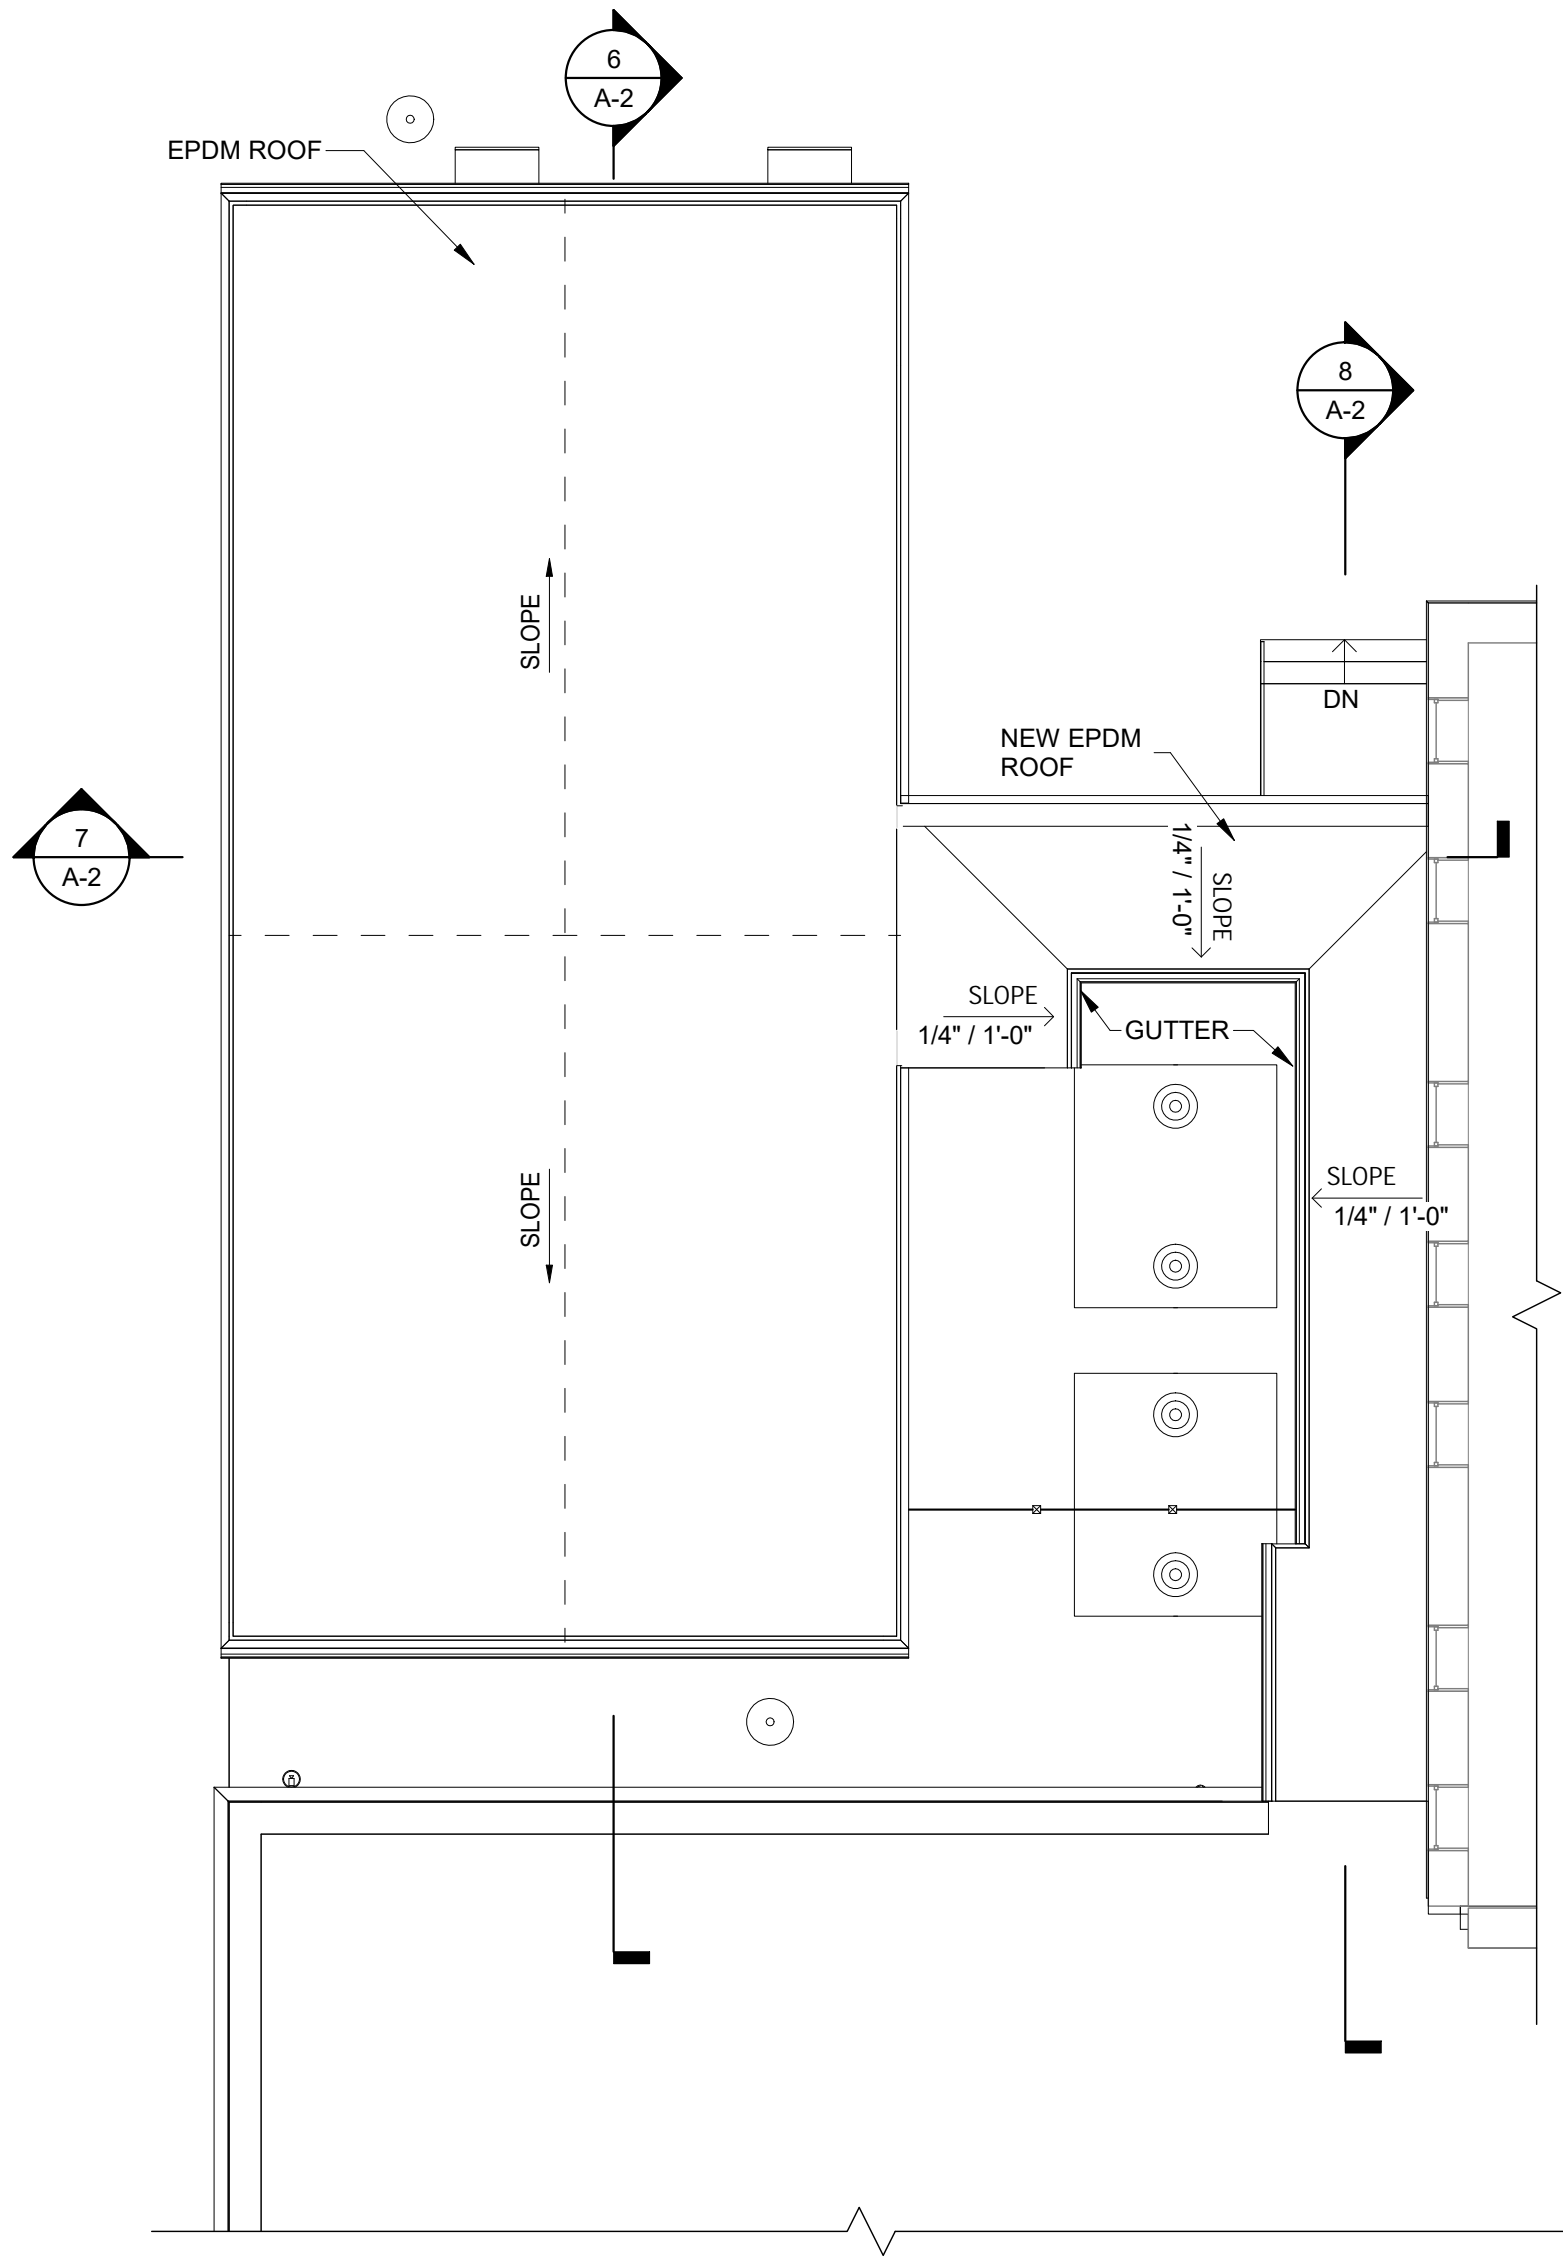 6
A-2
EPDM ROOF
8
A-2
SLOPE
DN
NEW EPDM
ROOF
7
A-2
SLOPE
1/4" / 1'-0"
SLOPE
1/4" / 1'-0"
GUTTER
SLOPE
SLOPE
1/4" / 1'-0"